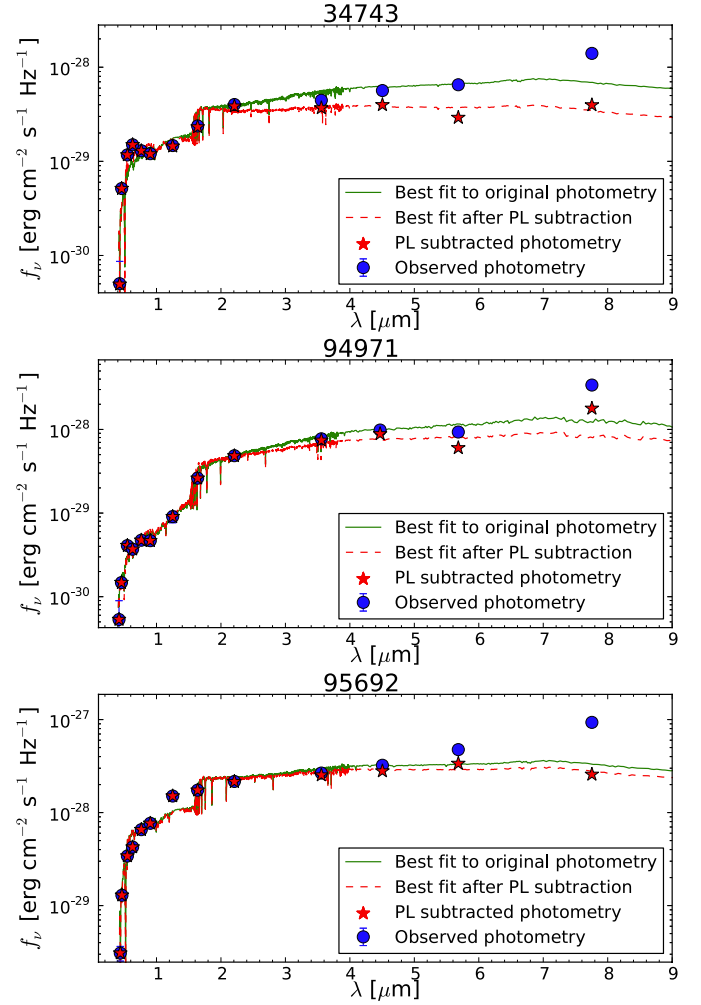 34743
10⁻²⁸
10⁻²⁹
10⁻³⁰
f_ν [erg cm⁻² s⁻¹ Hz⁻¹]
Best fit to original photometry
Best fit after PL subtraction
PL subtracted photometry
Observed photometry
1 2 3 4 5 6 7 8 9
λ [μm]
94971
10⁻²⁸
10⁻²⁹
10⁻³⁰
f_ν [erg cm⁻² s⁻¹ Hz⁻¹]
Best fit to original photometry
Best fit after PL subtraction
PL subtracted photometry
Observed photometry
1 2 3 4 5 6 7 8 9
λ [μm]
95692
10⁻²⁷
10⁻²⁸
10⁻²⁹
f_ν [erg cm⁻² s⁻¹ Hz⁻¹]
Best fit to original photometry
Best fit after PL subtraction
PL subtracted photometry
Observed photometry
1 2 3 4 5 6 7 8 9
λ [μm]